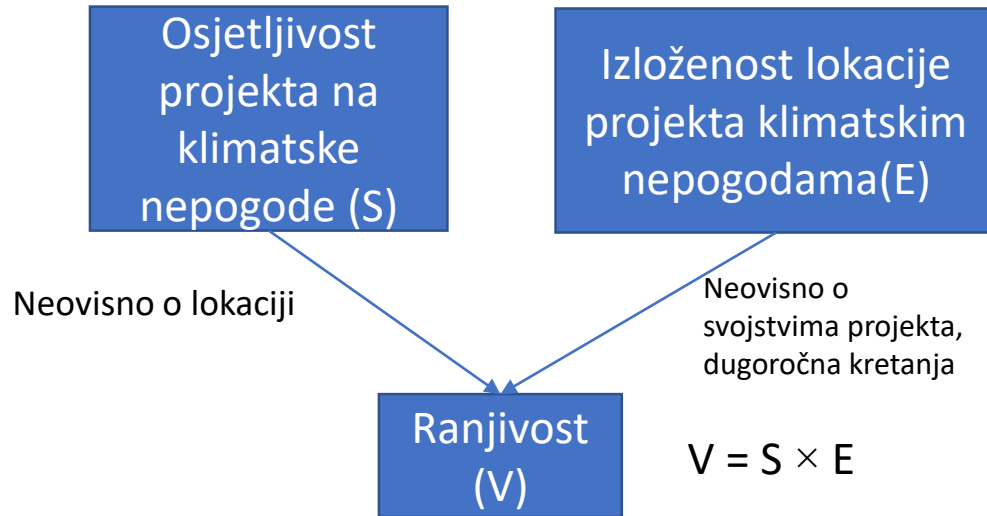 Osjetljivost
projekta na
klimatske
nepogode (S)
Izloženost lokacije
projekta klimatskim
nepogodama(E)
Neovisno o lokaciji
Neovisno o
svojstvima projekta,
dugoročna kretanja
Ranjivost
(V)
V = S × E